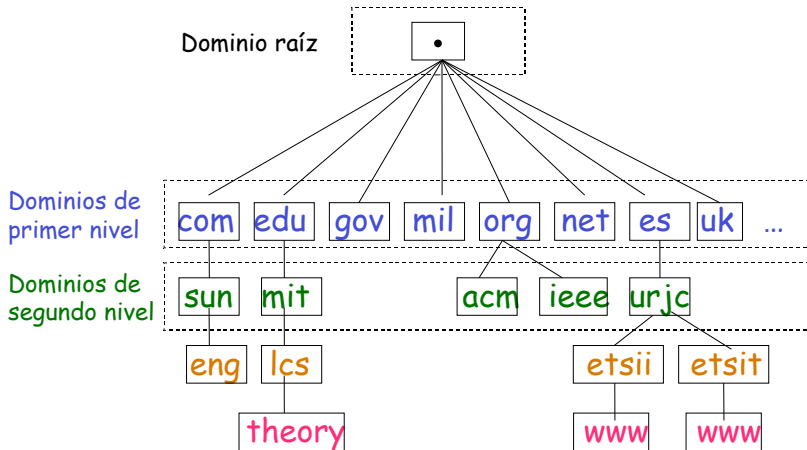 Dominio raíz
.
Dominios de
primer nivel
com edu gov mil org net es uk ...
Dominios de
segundo nivel
sun mit acm ieee urjc
eng lcs etsii etsit
theory www www